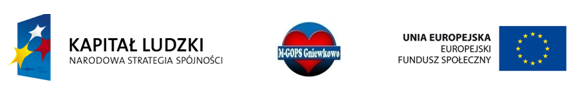 KAPITAŁ LUDZKI
NARODOWA STRATEGIA SPÓJNOŚCI
M-GOPS Gniewkowo
UNIA EUROPEJSKA
EUROPEJSKI
FUNDUSZ SPOŁECZNY